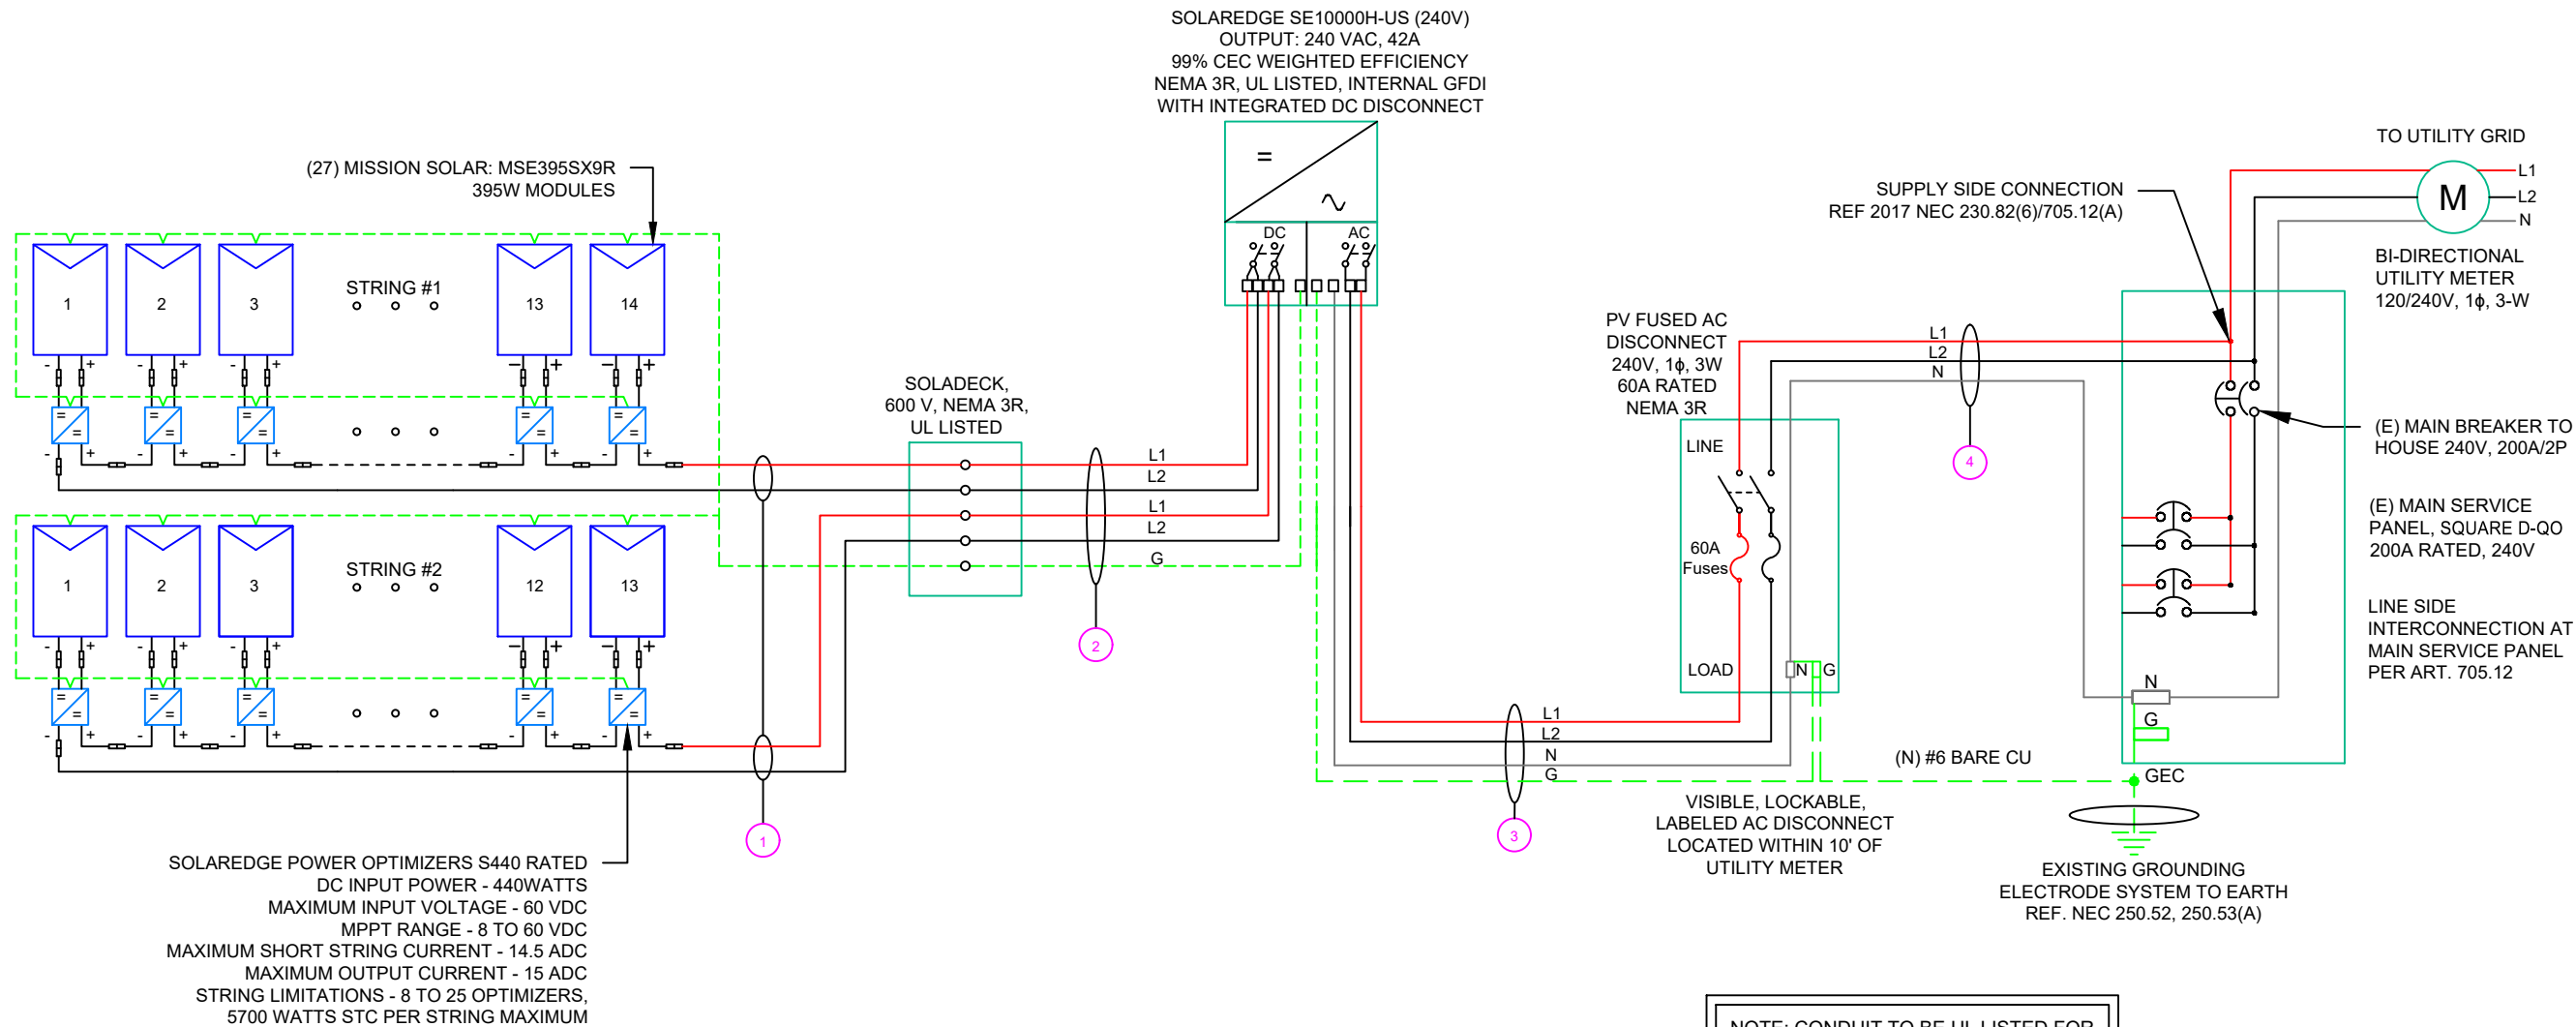 SOLAREDGE SE10000H-US (240V)
OUTPUT: 240 VAC, 42A
99% CEC WEIGHTED EFFICIENCY
NEMA 3R, UL LISTED, INTERNAL GFDI
WITH INTEGRATED DC DISCONNECT
=
DC
AC
(27) MISSION SOLAR: MSE395SX9R
395W MODULES
1
2
3
STRING #1
13
14
- + - + - + - + - +
= = = = =
= = = = =
- + - + - + - + - +
1
2
3
STRING #2
12
13
- + - + - + - + - +
= = = = =
= = = = =
- + - + - + - + - +
1
SOLAREDGE POWER OPTIMIZERS S440 RATED
DC INPUT POWER - 440WATTS
MAXIMUM INPUT VOLTAGE - 60 VDC
MPPT RANGE - 8 TO 60 VDC
MAXIMUM SHORT STRING CURRENT - 14.5 ADC
MAXIMUM OUTPUT CURRENT - 15 ADC
STRING LIMITATIONS - 8 TO 25 OPTIMIZERS,
5700 WATTS STC PER STRING MAXIMUM
SOLADECK,
600 V, NEMA 3R,
UL LISTED
L1
L2
L1
L2
G
2
L1
L2
N
G
3
PV FUSED AC
DISCONNECT
240V, 1ϕ, 3W
60A RATED
NEMA 3R
LINE
60A
Fuses
LOAD
N G
VISIBLE, LOCKABLE,
LABELED AC DISCONNECT
LOCATED WITHIN 10' OF
UTILITY METER
L1
L2
N
4
SUPPLY SIDE CONNECTION
REF 2017 NEC 230.82(6)/705.12(A)
TO UTILITY GRID
M
L1
L2
N
BI-DIRECTIONAL
UTILITY METER
120/240V, 1ϕ, 3-W
(E) MAIN BREAKER TO
HOUSE 240V, 200A/2P
(E) MAIN SERVICE
PANEL, SQUARE D-QO
200A RATED, 240V
LINE SIDE
INTERCONNECTION AT
MAIN SERVICE PANEL
PER ART. 705.12
N
G
(N) #6 BARE CU
GEC
EXISTING GROUNDING
ELECTRODE SYSTEM TO EARTH
REF. NEC 250.52, 250.53(A)
NOTE: CONDUIT TO BE UL LISTED FOR